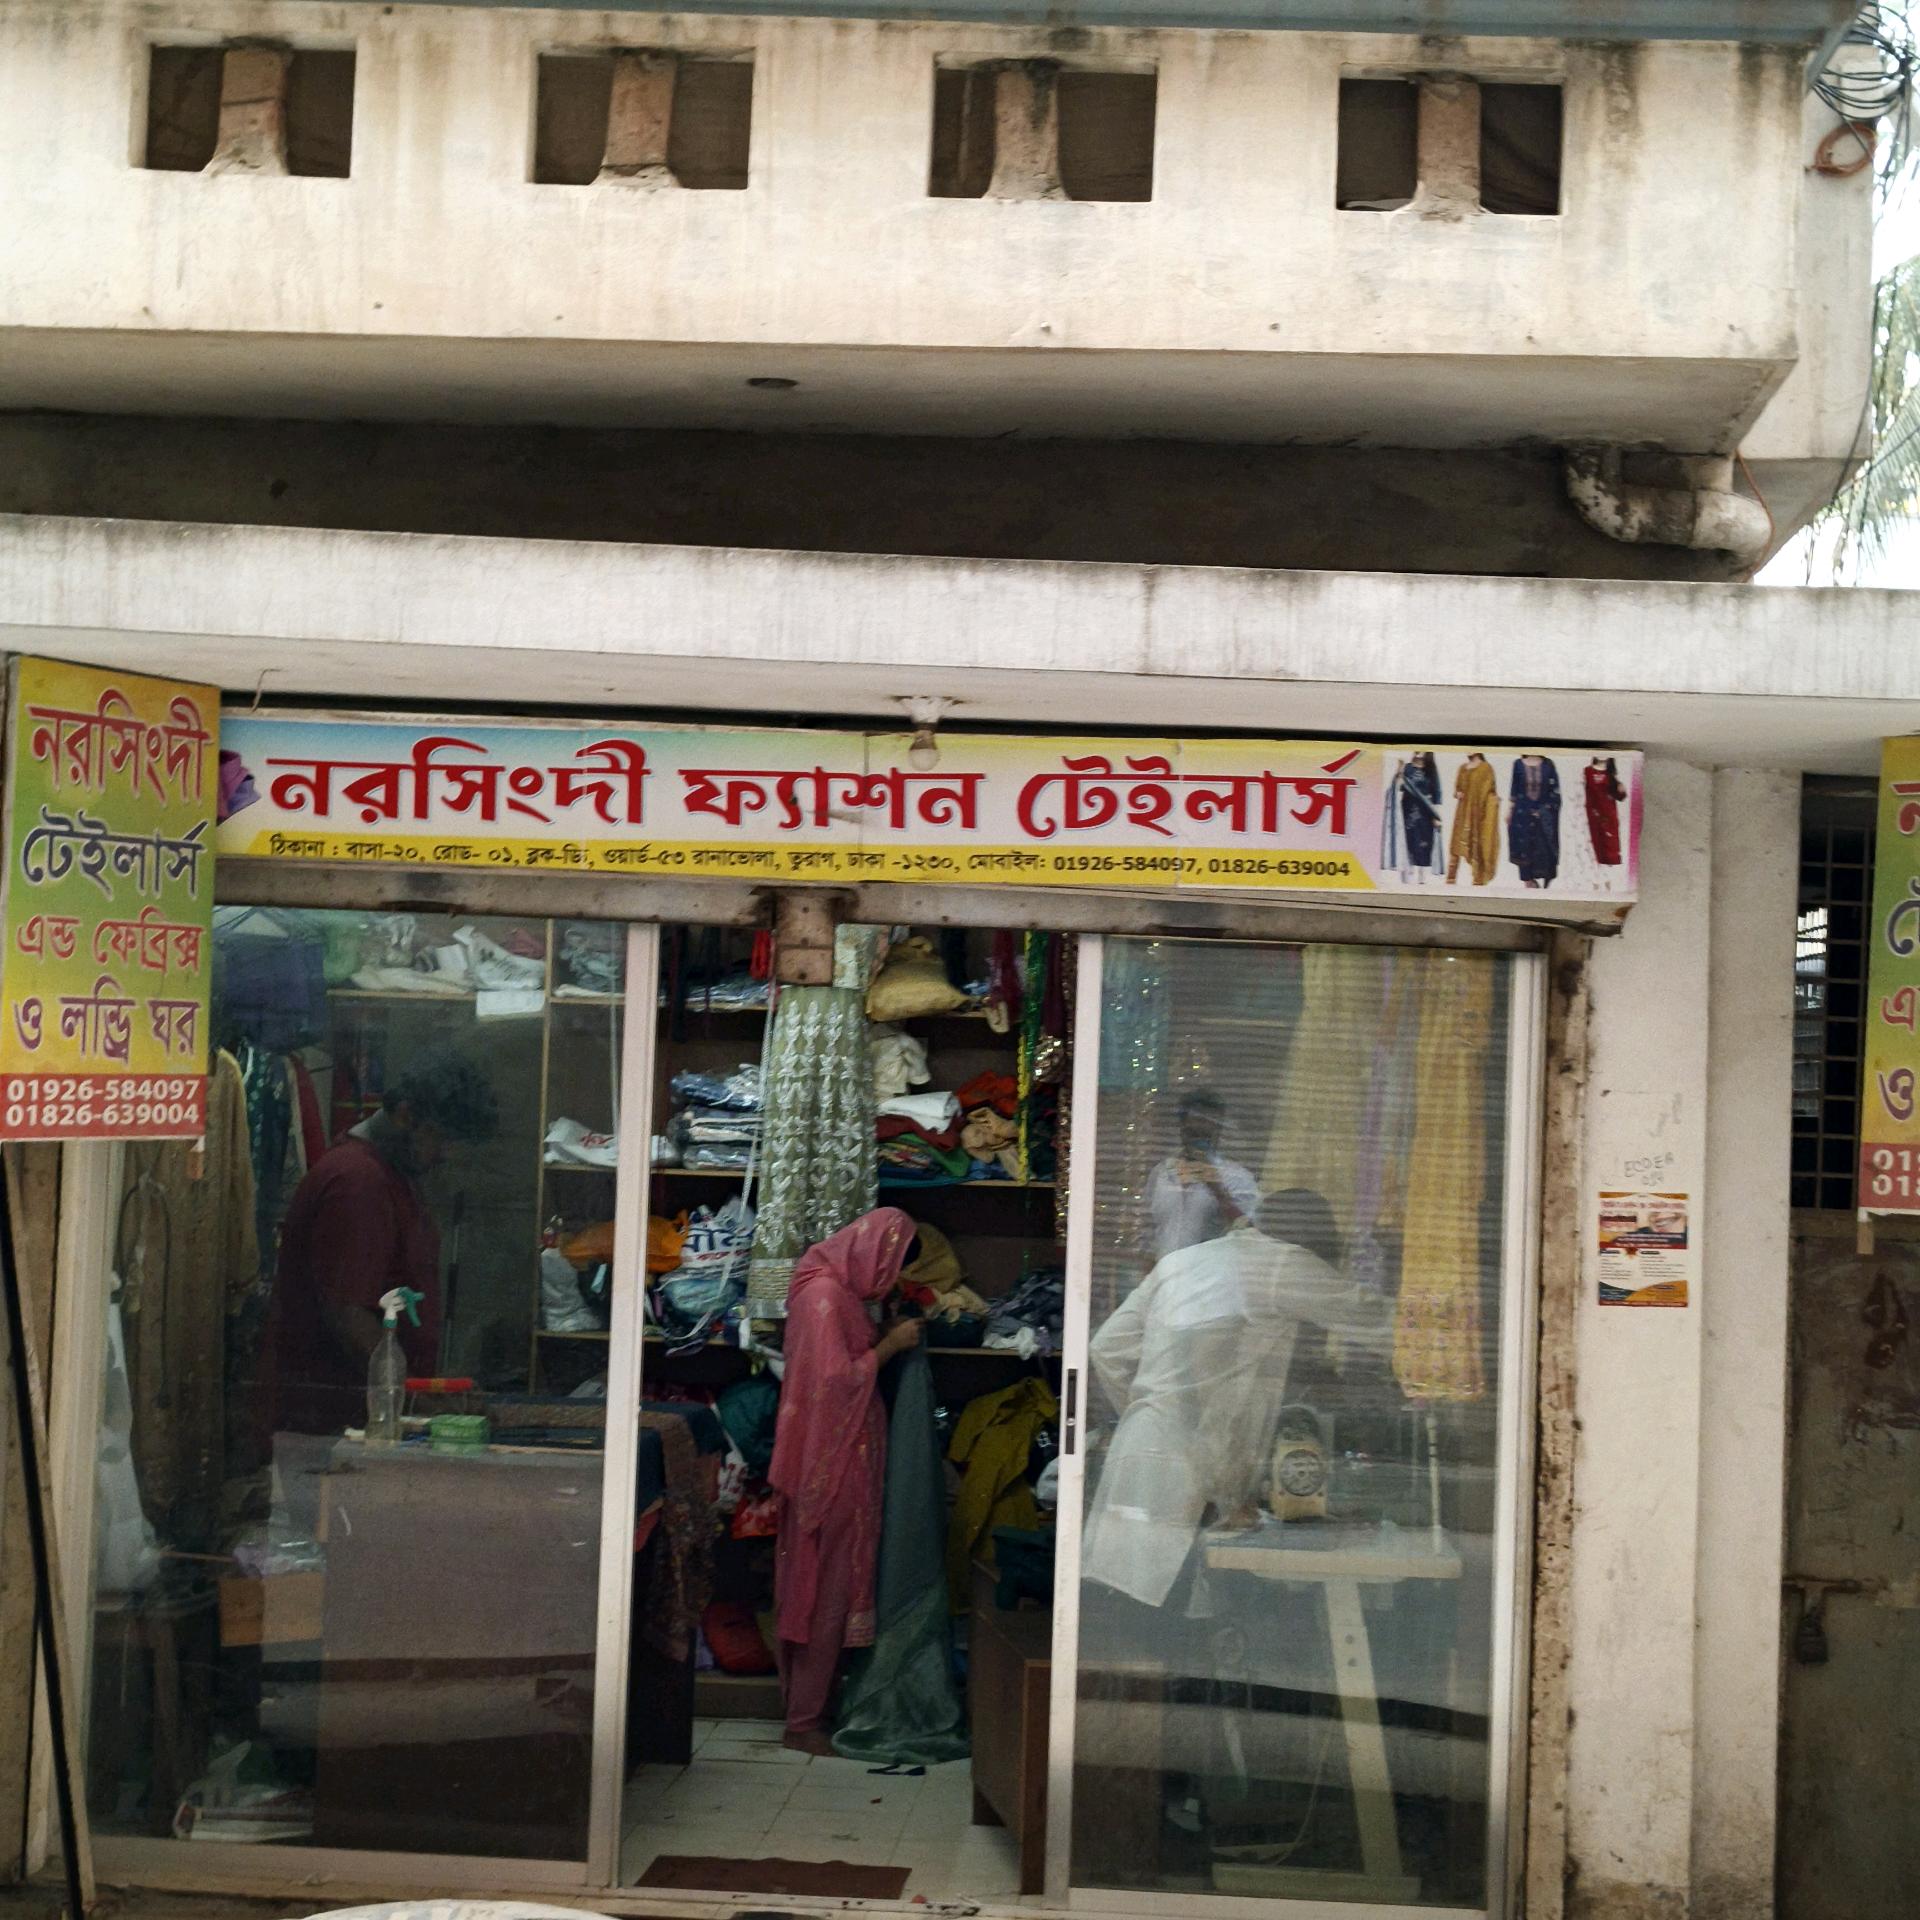 নরসিংদী
টেইলার্স
এন্ড ফেব্রিক্স
ও লন্ড্রি ঘর
01926-584097
01826-639004
নরসিংদী ফ্যাশন টেইলার্স
ঠিকানা : বাসা-২০, রোড- ০১, ব্লক-ডি, ওয়ার্ড-৫৩ রানাভোলা, তুরাগ, ঢাকা -১২৩০, মোবাইল: 01926-584097, 01826-639004